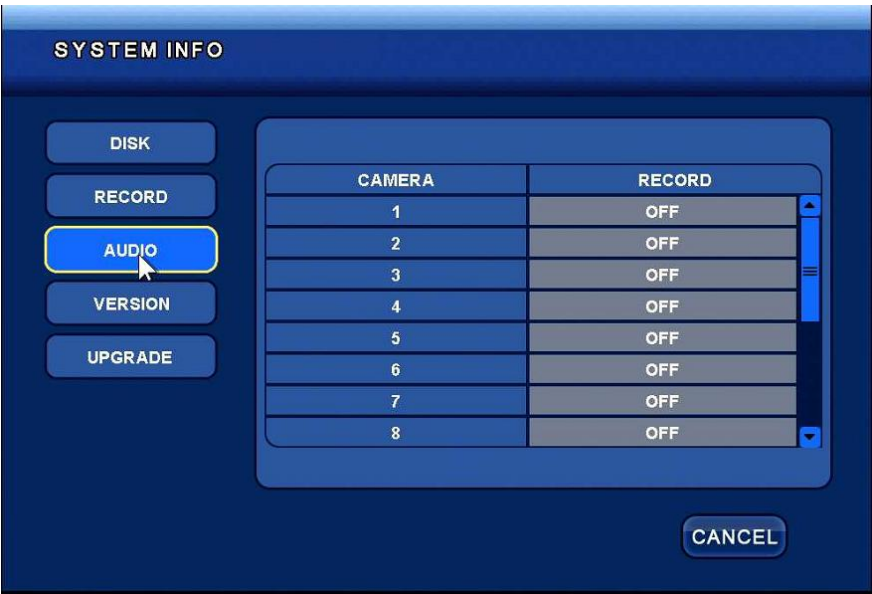 SYSTEM INFO
DISK
RECORD
AUDIO
VERSION
UPGRADE
CAMERA RECORD
1 OFF
2 OFF
3 OFF
4 OFF
5 OFF
6 OFF
7 OFF
8 OFF
CANCEL